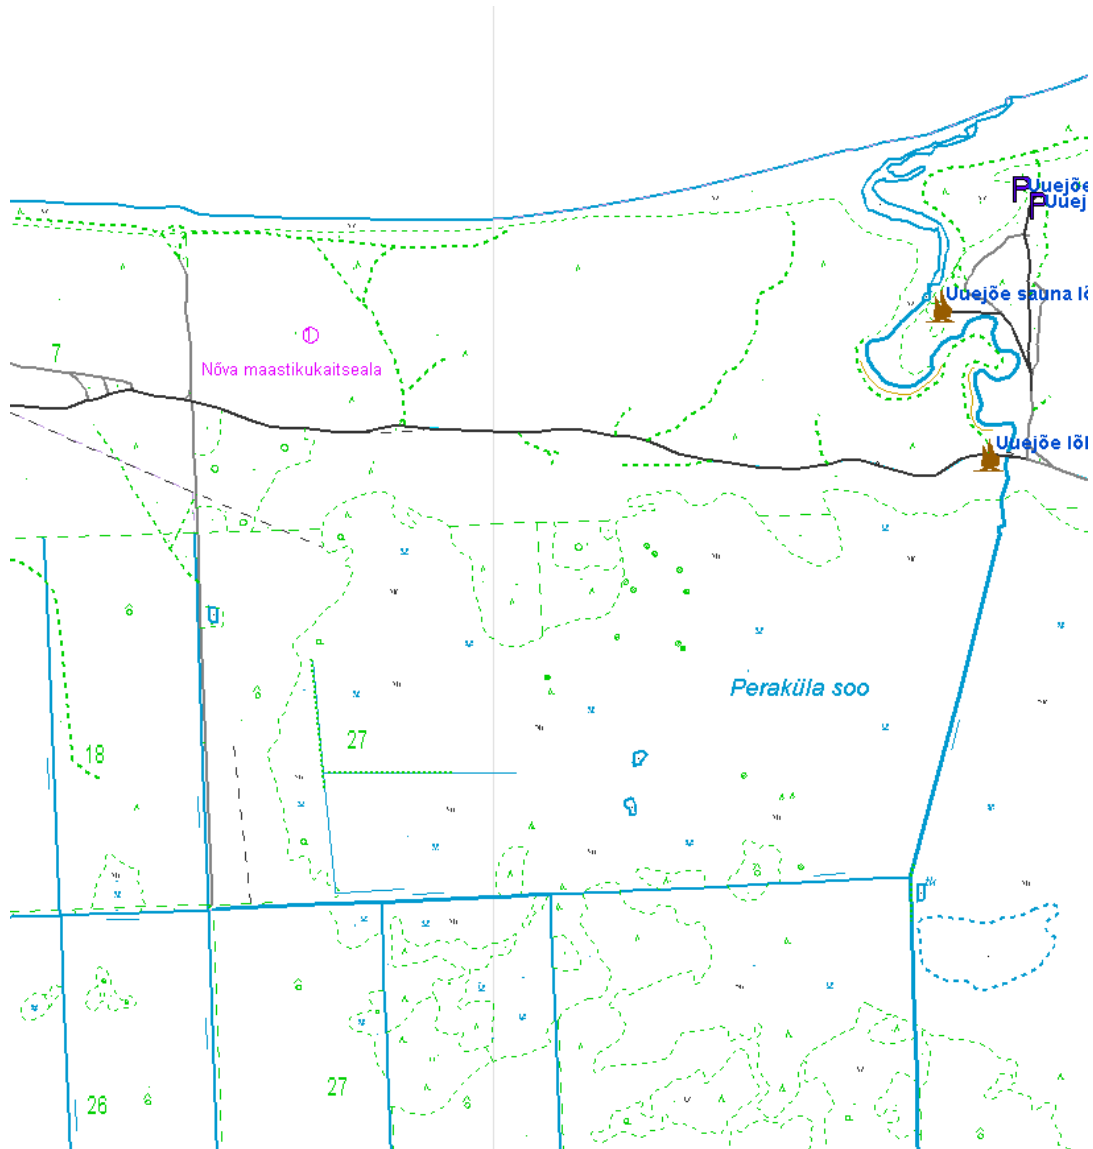 P Uuejõe
P Uuej
Uuejõe sauna lõ
7
Nõva maastikukaitseala
Uuejõe lõ
Peraküla soo
27
18
27
26